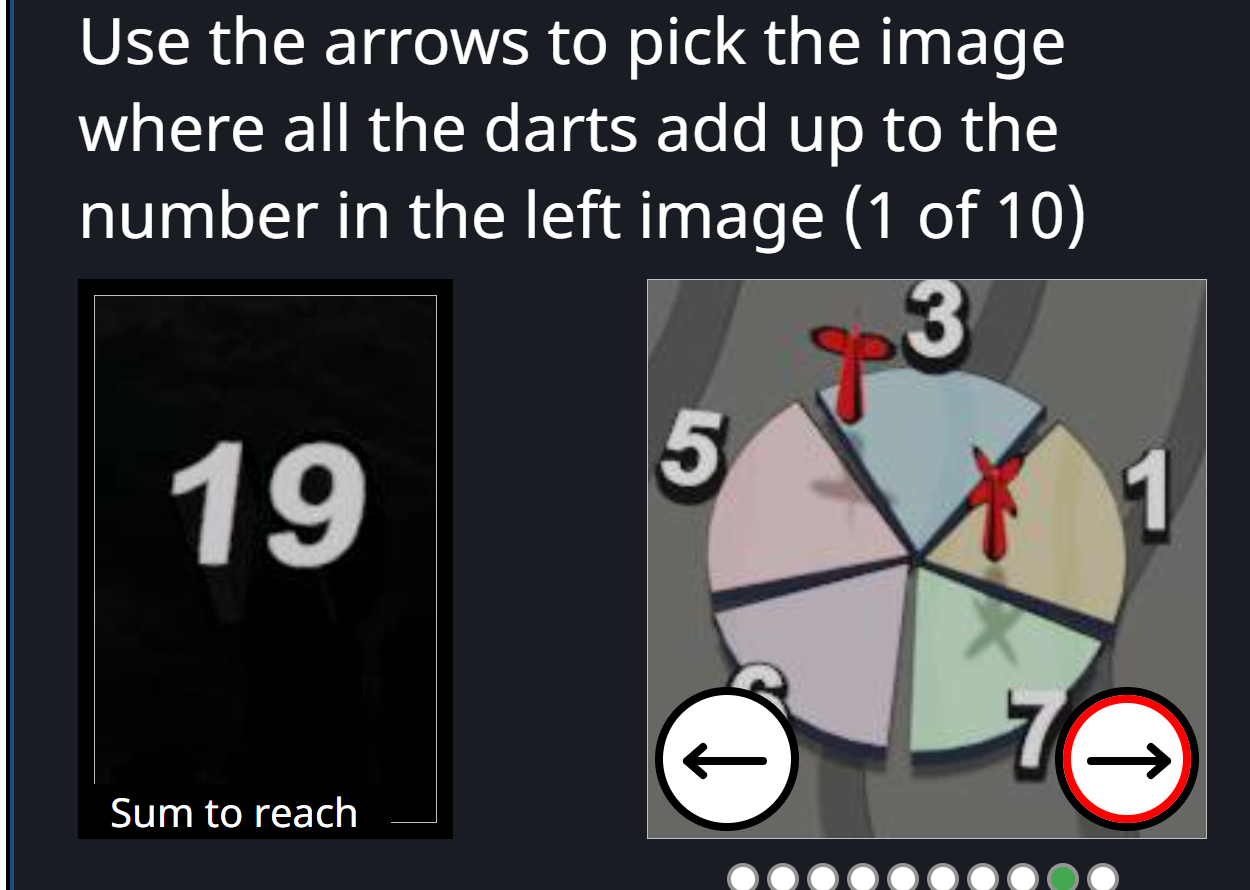 Use the arrows to pick the image
where all the darts add up to the
number in the left image (1 of 10)
19
Sum to reach
3
5
1
6
7